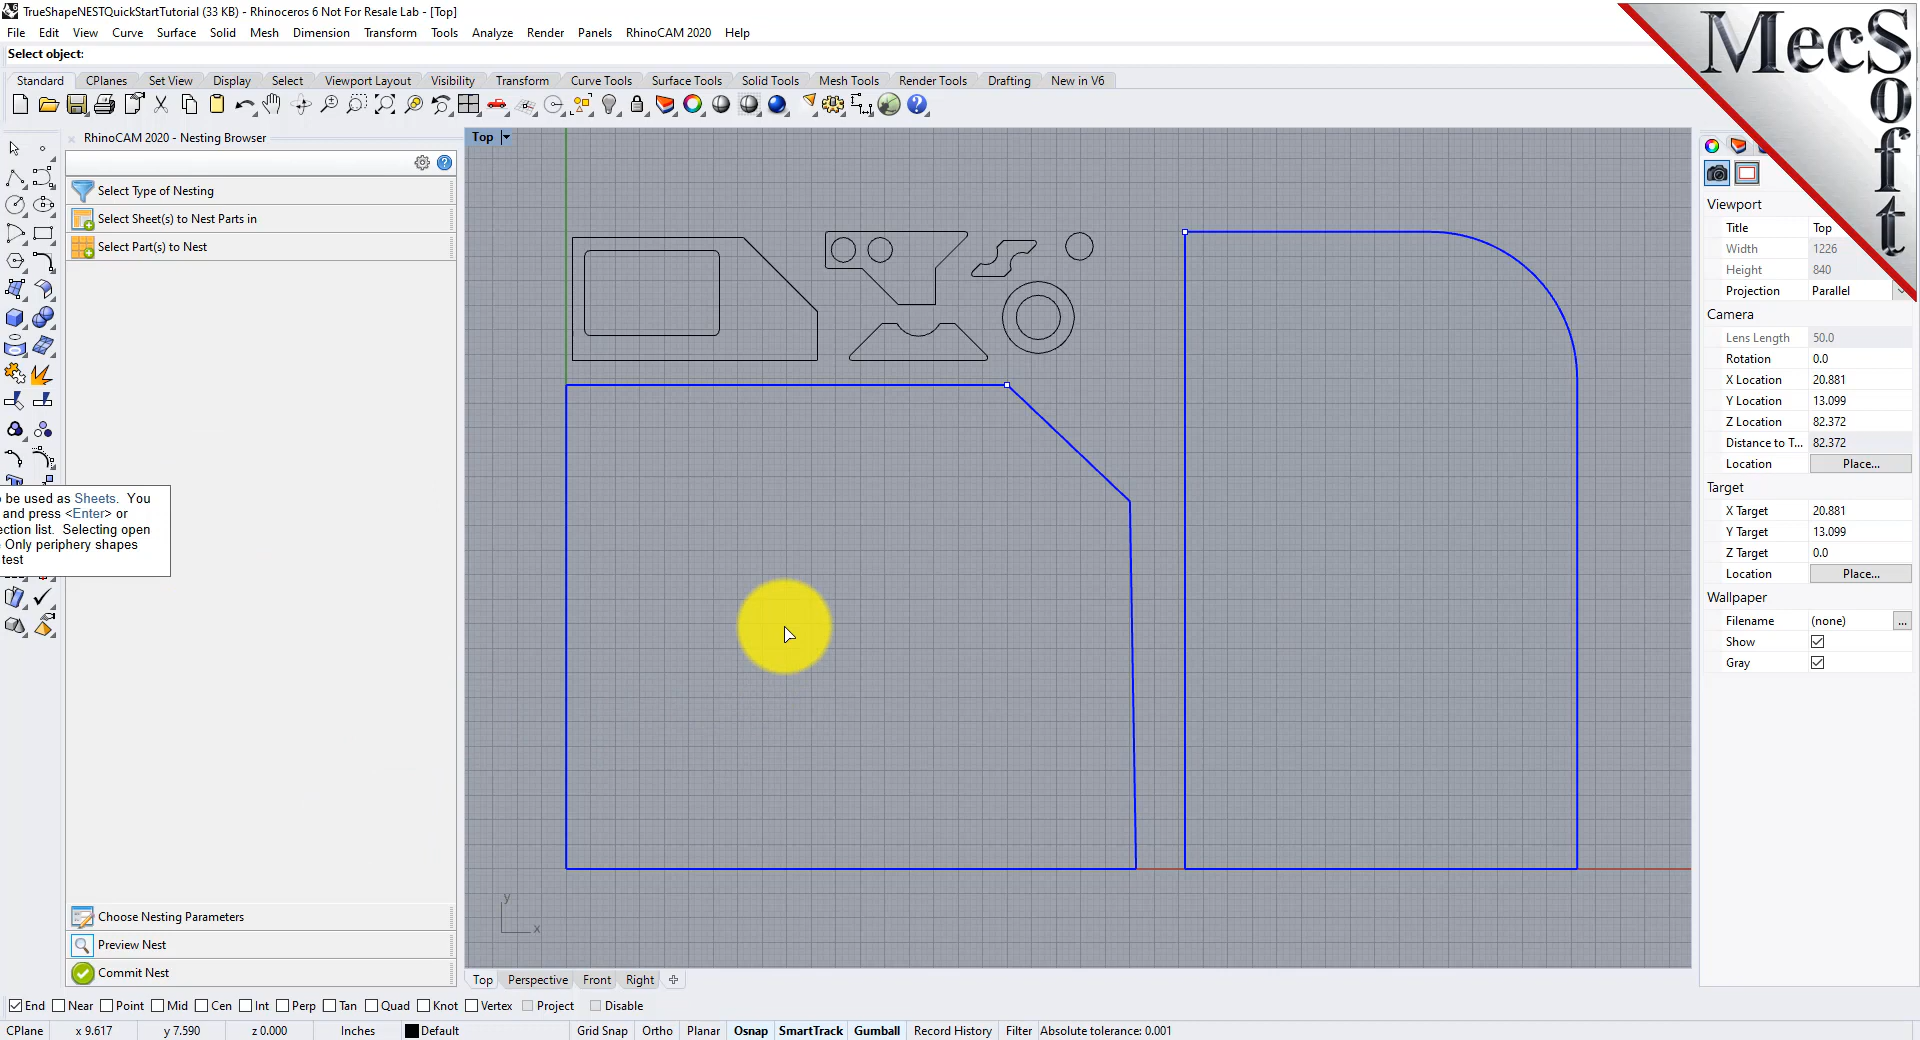 TrueShapeNESTQuickStartTutorial (33 KB) - Rhinoceros 6 Not For Resale Lab - [Top]
File Edit View Curve Surface Solid Mesh Dimension Transform Tools Analyze Render Panels RhinoCAM 2020 Help
Select object:
Standard CPlanes Set View Display Select Viewport Layout Visibility Transform Curve Tools Surface Tools Solid Tools Mesh Tools Render Tools Drafting New in V6
MecSoft
RhinoCAM 2020 - Nesting Browser
Top
Select Type of Nesting
Select Sheet(s) to Nest Parts in
Select Part(s) to Nest
be used as Sheets. You
and press <Enter> or
ection list. Selecting open
Only periphery shapes
test
Choose Nesting Parameters
Preview Nest
Commit Nest
y
x
Viewport
Title Top
Width 1226
Height 840
Projection Parallel
Camera
Lens Length 50.0
Rotation 0.0
X Location 20.881
Y Location 13.099
Z Location 82.372
Distance to T... 82.372
Location Place...
Target
X Target 20.881
Y Target 13.099
Z Target 0.0
Location Place...
Wallpaper
Filename (none) ...
Show
Gray
Top Perspective Front Right
End Near Point Mid Cen Int Perp Tan Quad Knot Vertex Project Disable
CPlane x 9.617 y 7.590 z 0.000 Inches Default Grid Snap Ortho Planar Osnap SmartTrack Gumball Record History Filter Absolute tolerance: 0.001